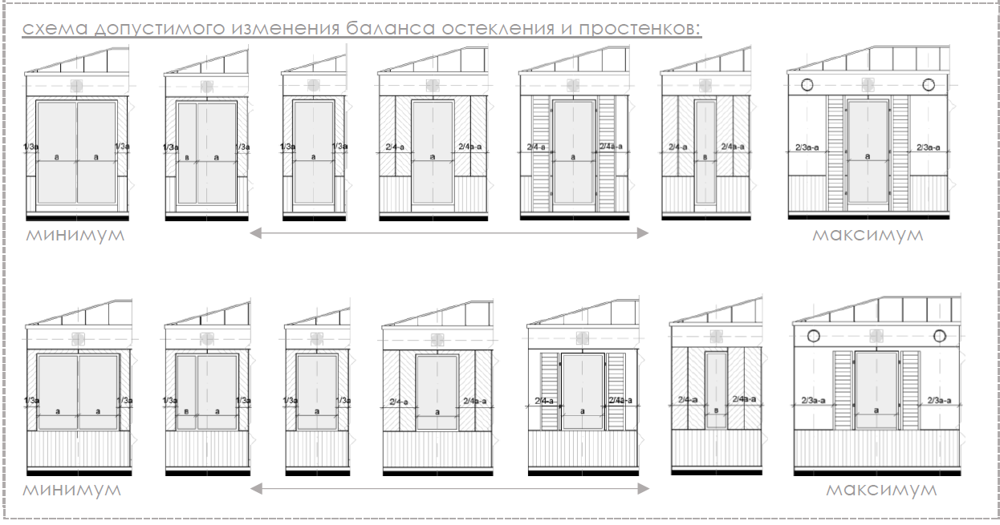 схема допустимого изменения баланса остекления и простенков:
1/3a a a 1/3a 1/3a в a 1/3a 1/3a a 1/3a 2/4-a a 2/4a-a 2/4-a a 2/4a-a 2/4-a в 2/4a-a 2/3a-a a 2/3a-a
минимум максимум
1/3a a a 1/3a 1/3a в a 1/3a 1/3a a 1/3a 2/4-a a 2/4a-a 2/4-a a 2/4a-a 2/4-a в 2/4a-a 2/3a-a a 2/3a-a
минимум максимум